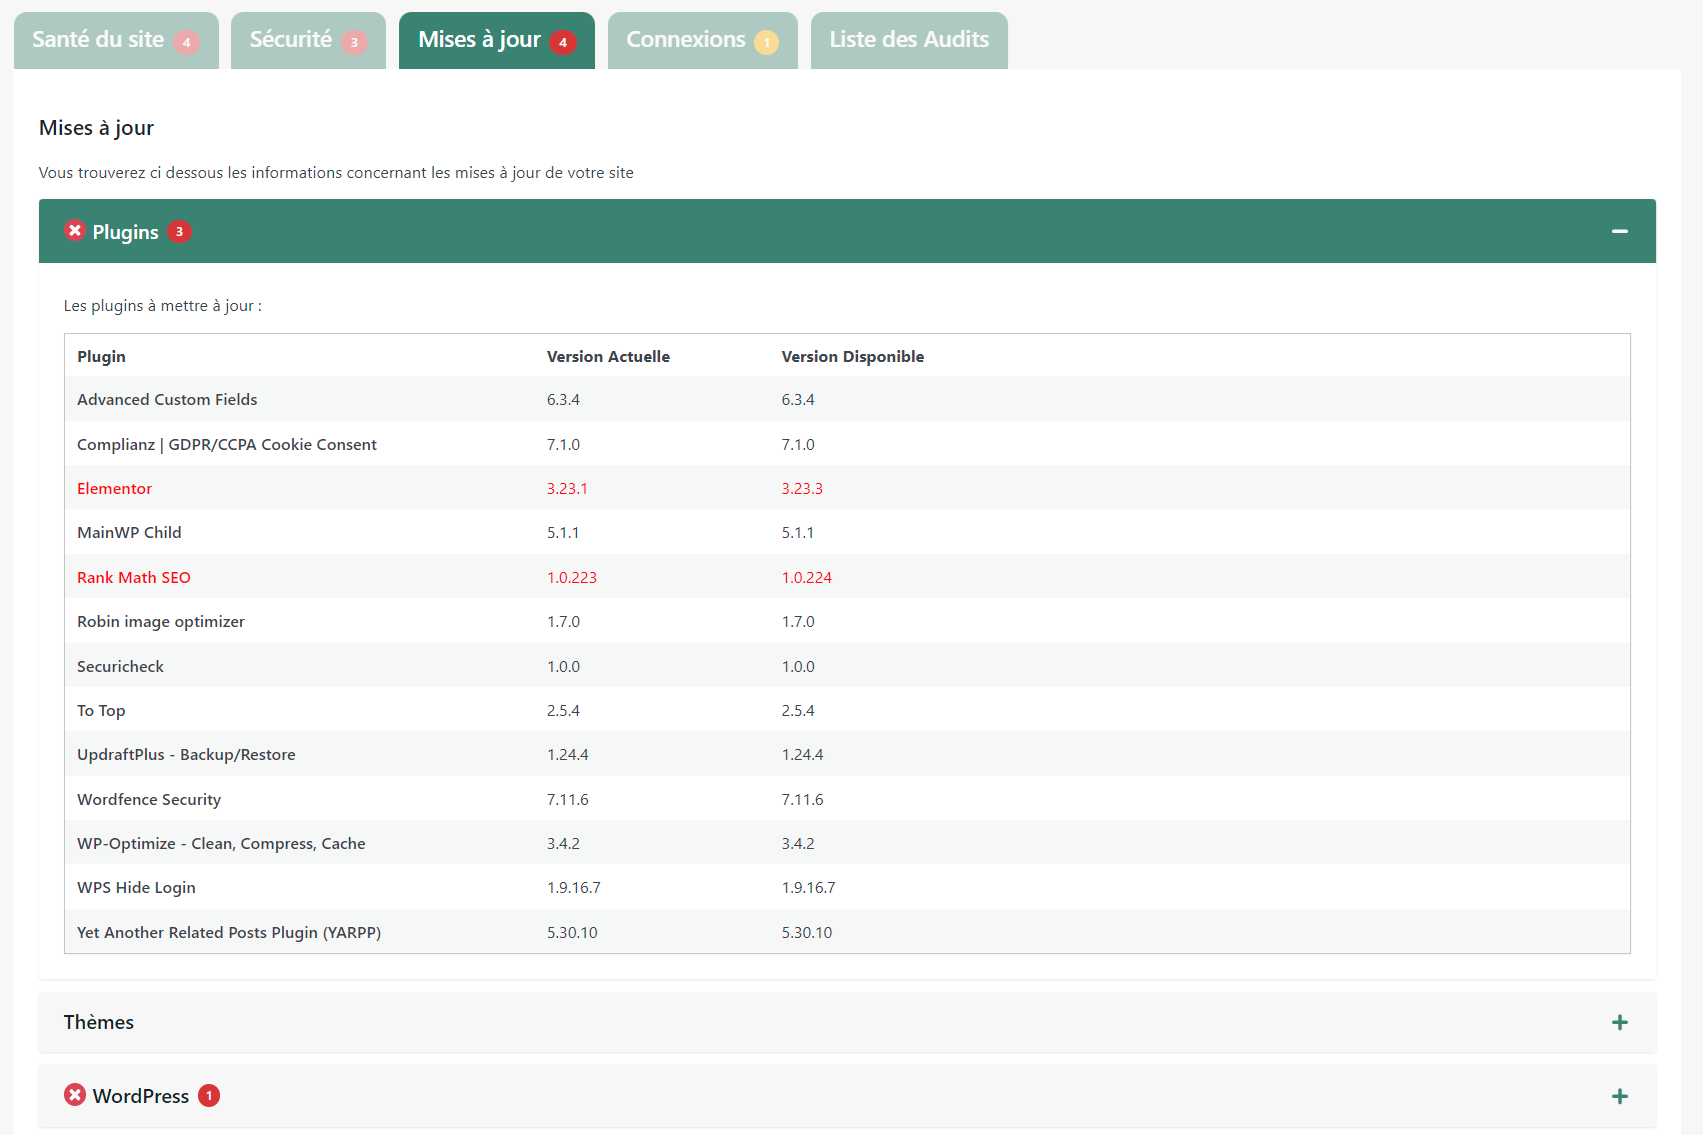 Santé du site 4 Sécurité 3 Mises à jour 4 Connexions 1 Liste des Audits
Mises à jour
Vous trouverez ci dessous les informations concernant les mises à jour de votre site
Plugins 3
Les plugins à mettre à jour :
Plugin Version Actuelle Version Disponible
Advanced Custom Fields 6.3.4 6.3.4
Complianz | GDPR/CCPA Cookie Consent 7.1.0 7.1.0
Elementor 3.23.1 3.23.3
MainWP Child 5.1.1 5.1.1
Rank Math SEO 1.0.223 1.0.224
Robin image optimizer 1.7.0 1.7.0
Securicheck 1.0.0 1.0.0
To Top 2.5.4 2.5.4
UpdraftPlus - Backup/Restore 1.24.4 1.24.4
Wordfence Security 7.11.6 7.11.6
WP-Optimize - Clean, Compress, Cache 3.4.2 3.4.2
WPS Hide Login 1.9.16.7 1.9.16.7
Yet Another Related Posts Plugin (YARPP) 5.30.10 5.30.10
Thèmes
WordPress 1